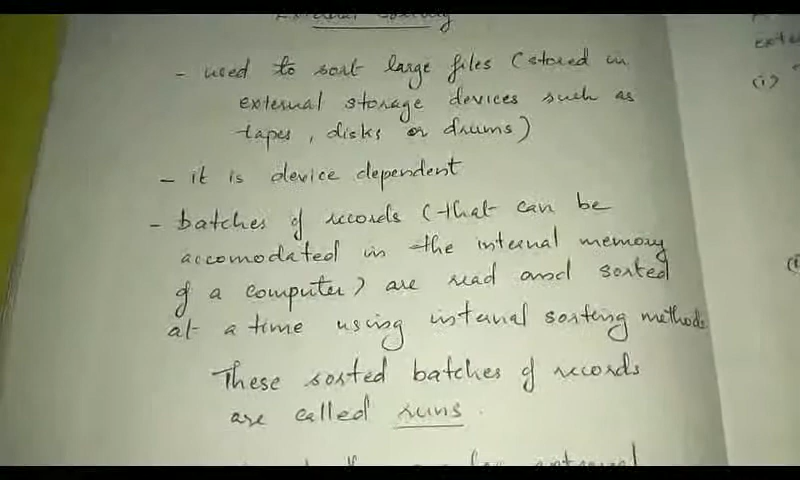 External Sorting
- used to sort large files (stored in
external storage devices such as
tapes, disks or drums)
- it is device dependent
- batches of records (that can be
accomodated in the internal memory
of a computer) are read and sorted
at a time using internal sorting methods
These sorted batches of records
are called runs.
(i)